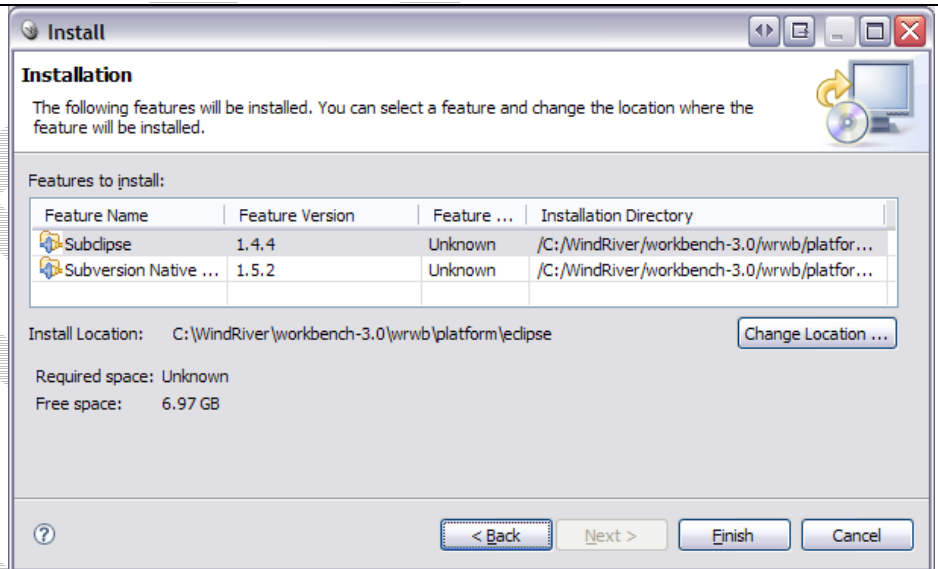 Install
Installation
The following features will be installed. You can select a feature and change the location where the
feature will be installed.
Features to install:
Feature Name Feature Version Feature ... Installation Directory
Subclipse 1.4.4 Unknown /C:/WindRiver/workbench-3.0/wrwb/platfor...
Subversion Native ... 1.5.2 Unknown /C:/WindRiver/workbench-3.0/wrwb/platfor...
Install Location: C:\WindRiver\workbench-3.0\wrwb\platform\eclipse Change Location ...
Required space: Unknown
Free space: 6.97 GB
< Back Next > Finish Cancel